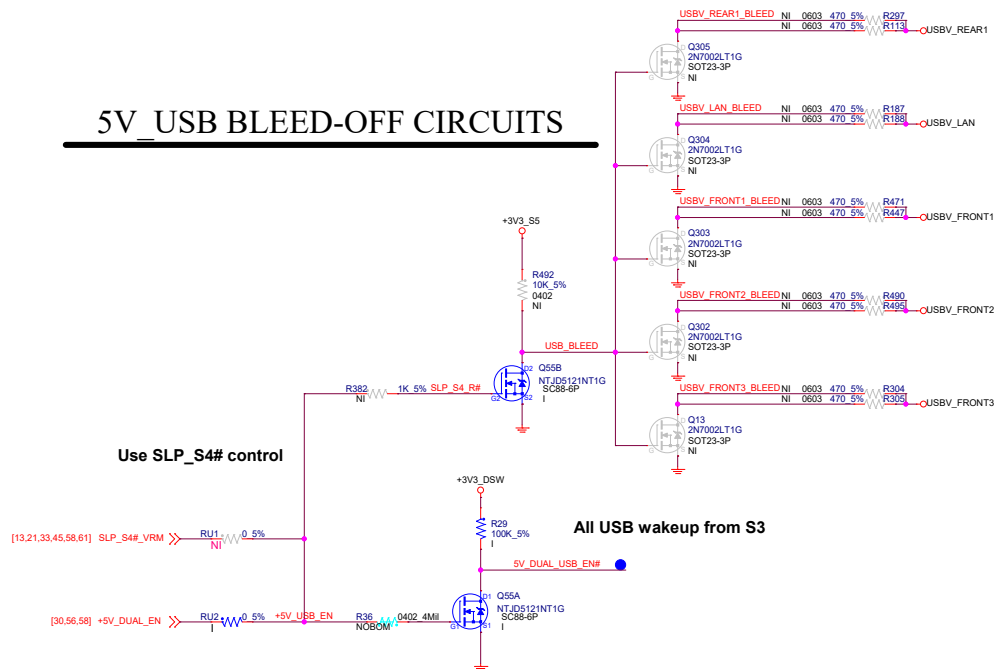 USBV_REAR1_BLEED NI 0603 470_5% R297
NI 0603 470_5% R113 USBV_REAR1
D
G
S
Q305
2N7002LT1G
SOT23-3P
NI
5V_USB BLEED-OFF CIRCUITS
USBV_LAN_BLEED NI 0603 470_5% R187
NI 0603 470_5% R188 USBV_LAN
D
G
S
Q304
2N7002LT1G
SOT23-3P
NI
USBV_FRONT1_BLEED NI 0603 470_5% R471
NI 0603 470_5% R447 USBV_FRONT1
D
G
S
Q303
2N7002LT1G
SOT23-3P
NI
+3V3_S5
R492
10K_5%
0402
NI
USBV_FRONT2_BLEED NI 0603 470_5% R490
NI 0603 470_5% R495 USBV_FRONT2
D
G
S
Q302
2N7002LT1G
SOT23-3P
NI
USB_BLEED
D2
G2
S2
Q55B
NTJD5121NT1G
SC88-6P
I
R382 1K_5% SLP_S4_R#
NI
USBV_FRONT3_BLEED NI 0603 470_5% R304
NI 0603 470_5% R305 USBV_FRONT3
D
G
S
Q13
2N7002LT1G
SOT23-3P
NI
Use SLP_S4# control
+3V3_DSW
R29
100K_5%
I
All USB wakeup from S3
[13,21,33,45,58,61] SLP_S4#_VRM RU1 0_5%
NI
5V_DUAL_USB_EN#
D1
G1
S1
Q55A
NTJD5121NT1G
SC88-6P
I
[30,56,58] +5V_DUAL_EN RU2 0_5% +5V_USB_EN R36 0402_4Mil
I NOBOM